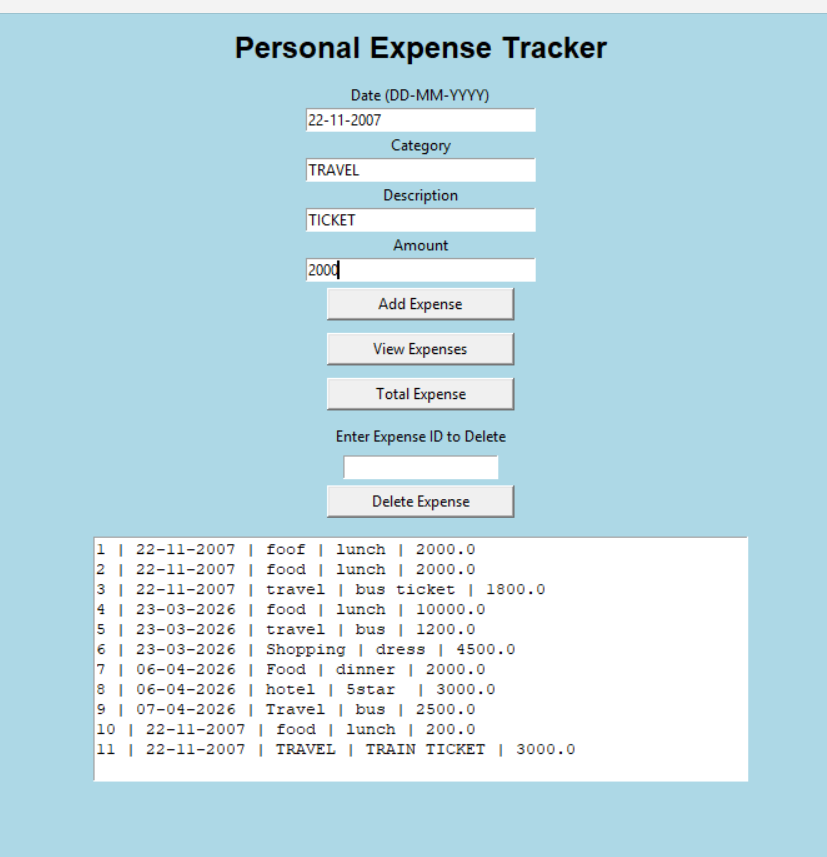 Personal Expense Tracker
Date (DD-MM-YYYY)
22-11-2007
Category
TRAVEL
Description
TICKET
Amount
2000
Add Expense
View Expenses
Total Expense
Enter Expense ID to Delete
Delete Expense
1 | 22-11-2007 | foof | lunch | 2000.0
2 | 22-11-2007 | food | lunch | 2000.0
3 | 22-11-2007 | travel | bus ticket | 1800.0
4 | 23-03-2026 | food | lunch | 10000.0
5 | 23-03-2026 | travel | bus | 1200.0
6 | 23-03-2026 | Shopping | dress | 4500.0
7 | 06-04-2026 | Food | dinner | 2000.0
8 | 06-04-2026 | hotel | 5star  | 3000.0
9 | 07-04-2026 | Travel | bus | 2500.0
10 | 22-11-2007 | food | lunch | 200.0
11 | 22-11-2007 | TRAVEL | TRAIN TICKET | 3000.0